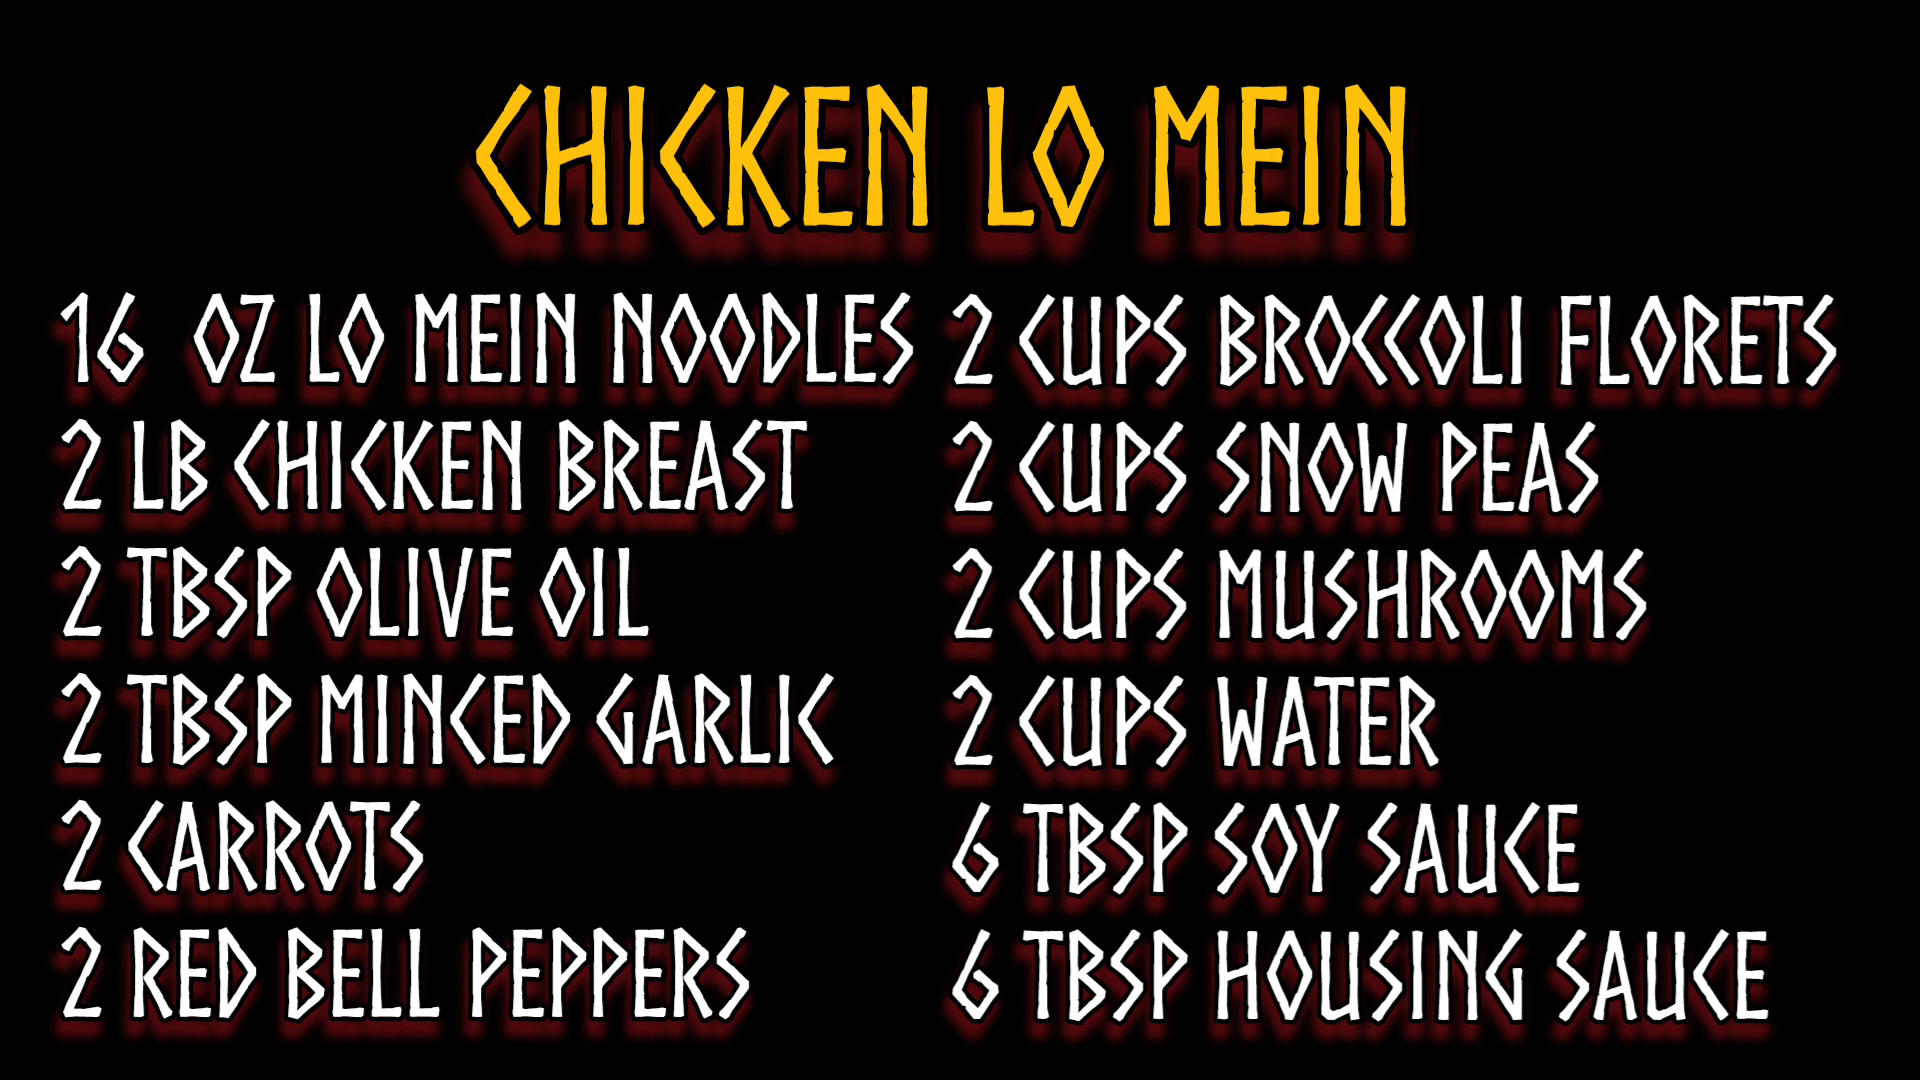 CHICKEN LO MEIN
16 OZ LO MEIN NOODLES
2 LB CHICKEN BREAST
2 TBSP OLIVE OIL
2 TBSP MINCED GARLIC
2 CARROTS
2 RED BELL PEPPERS
2 CUPS BROCCOLI FLORETS
2 CUPS SNOW PEAS
2 CUPS MUSHROOMS
2 CUPS WATER
6 TBSP SOY SAUCE
6 TBSP HOUSING SAUCE